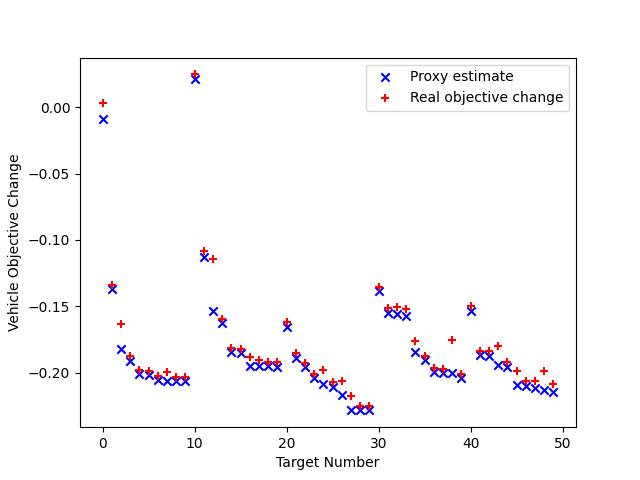 Proxy estimate
Real objective change
0.00
−0.05
−0.10
−0.15
−0.20
Vehicle Objective Change
0 10 20 30 40 50
Target Number